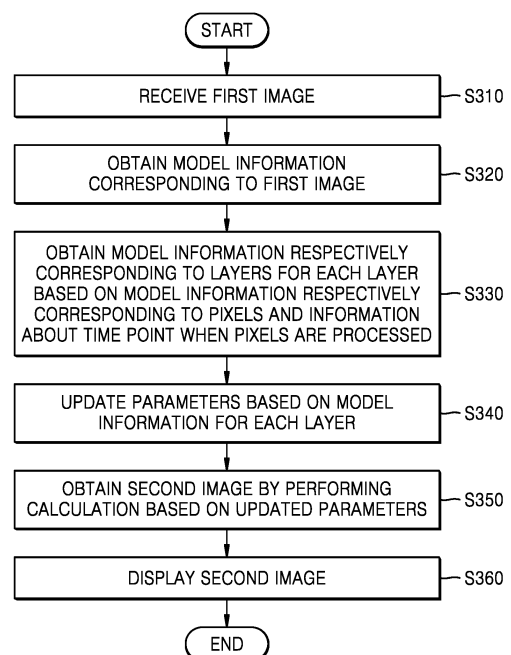 START
RECEIVE FIRST IMAGE
S310
OBTAIN MODEL INFORMATION
CORRESPONDING TO FIRST IMAGE
S320
OBTAIN MODEL INFORMATION RESPECTIVELY
CORRESPONDING TO LAYERS FOR EACH LAYER
BASED ON MODEL INFORMATION RESPECTIVELY
CORRESPONDING TO PIXELS AND INFORMATION
ABOUT TIME POINT WHEN PIXELS ARE PROCESSED
S330
UPDATE PARAMETERS BASED ON MODEL
INFORMATION FOR EACH LAYER
S340
OBTAIN SECOND IMAGE BY PERFORMING
CALCULATION BASED ON UPDATED PARAMETERS
S350
DISPLAY SECOND IMAGE
S360
END